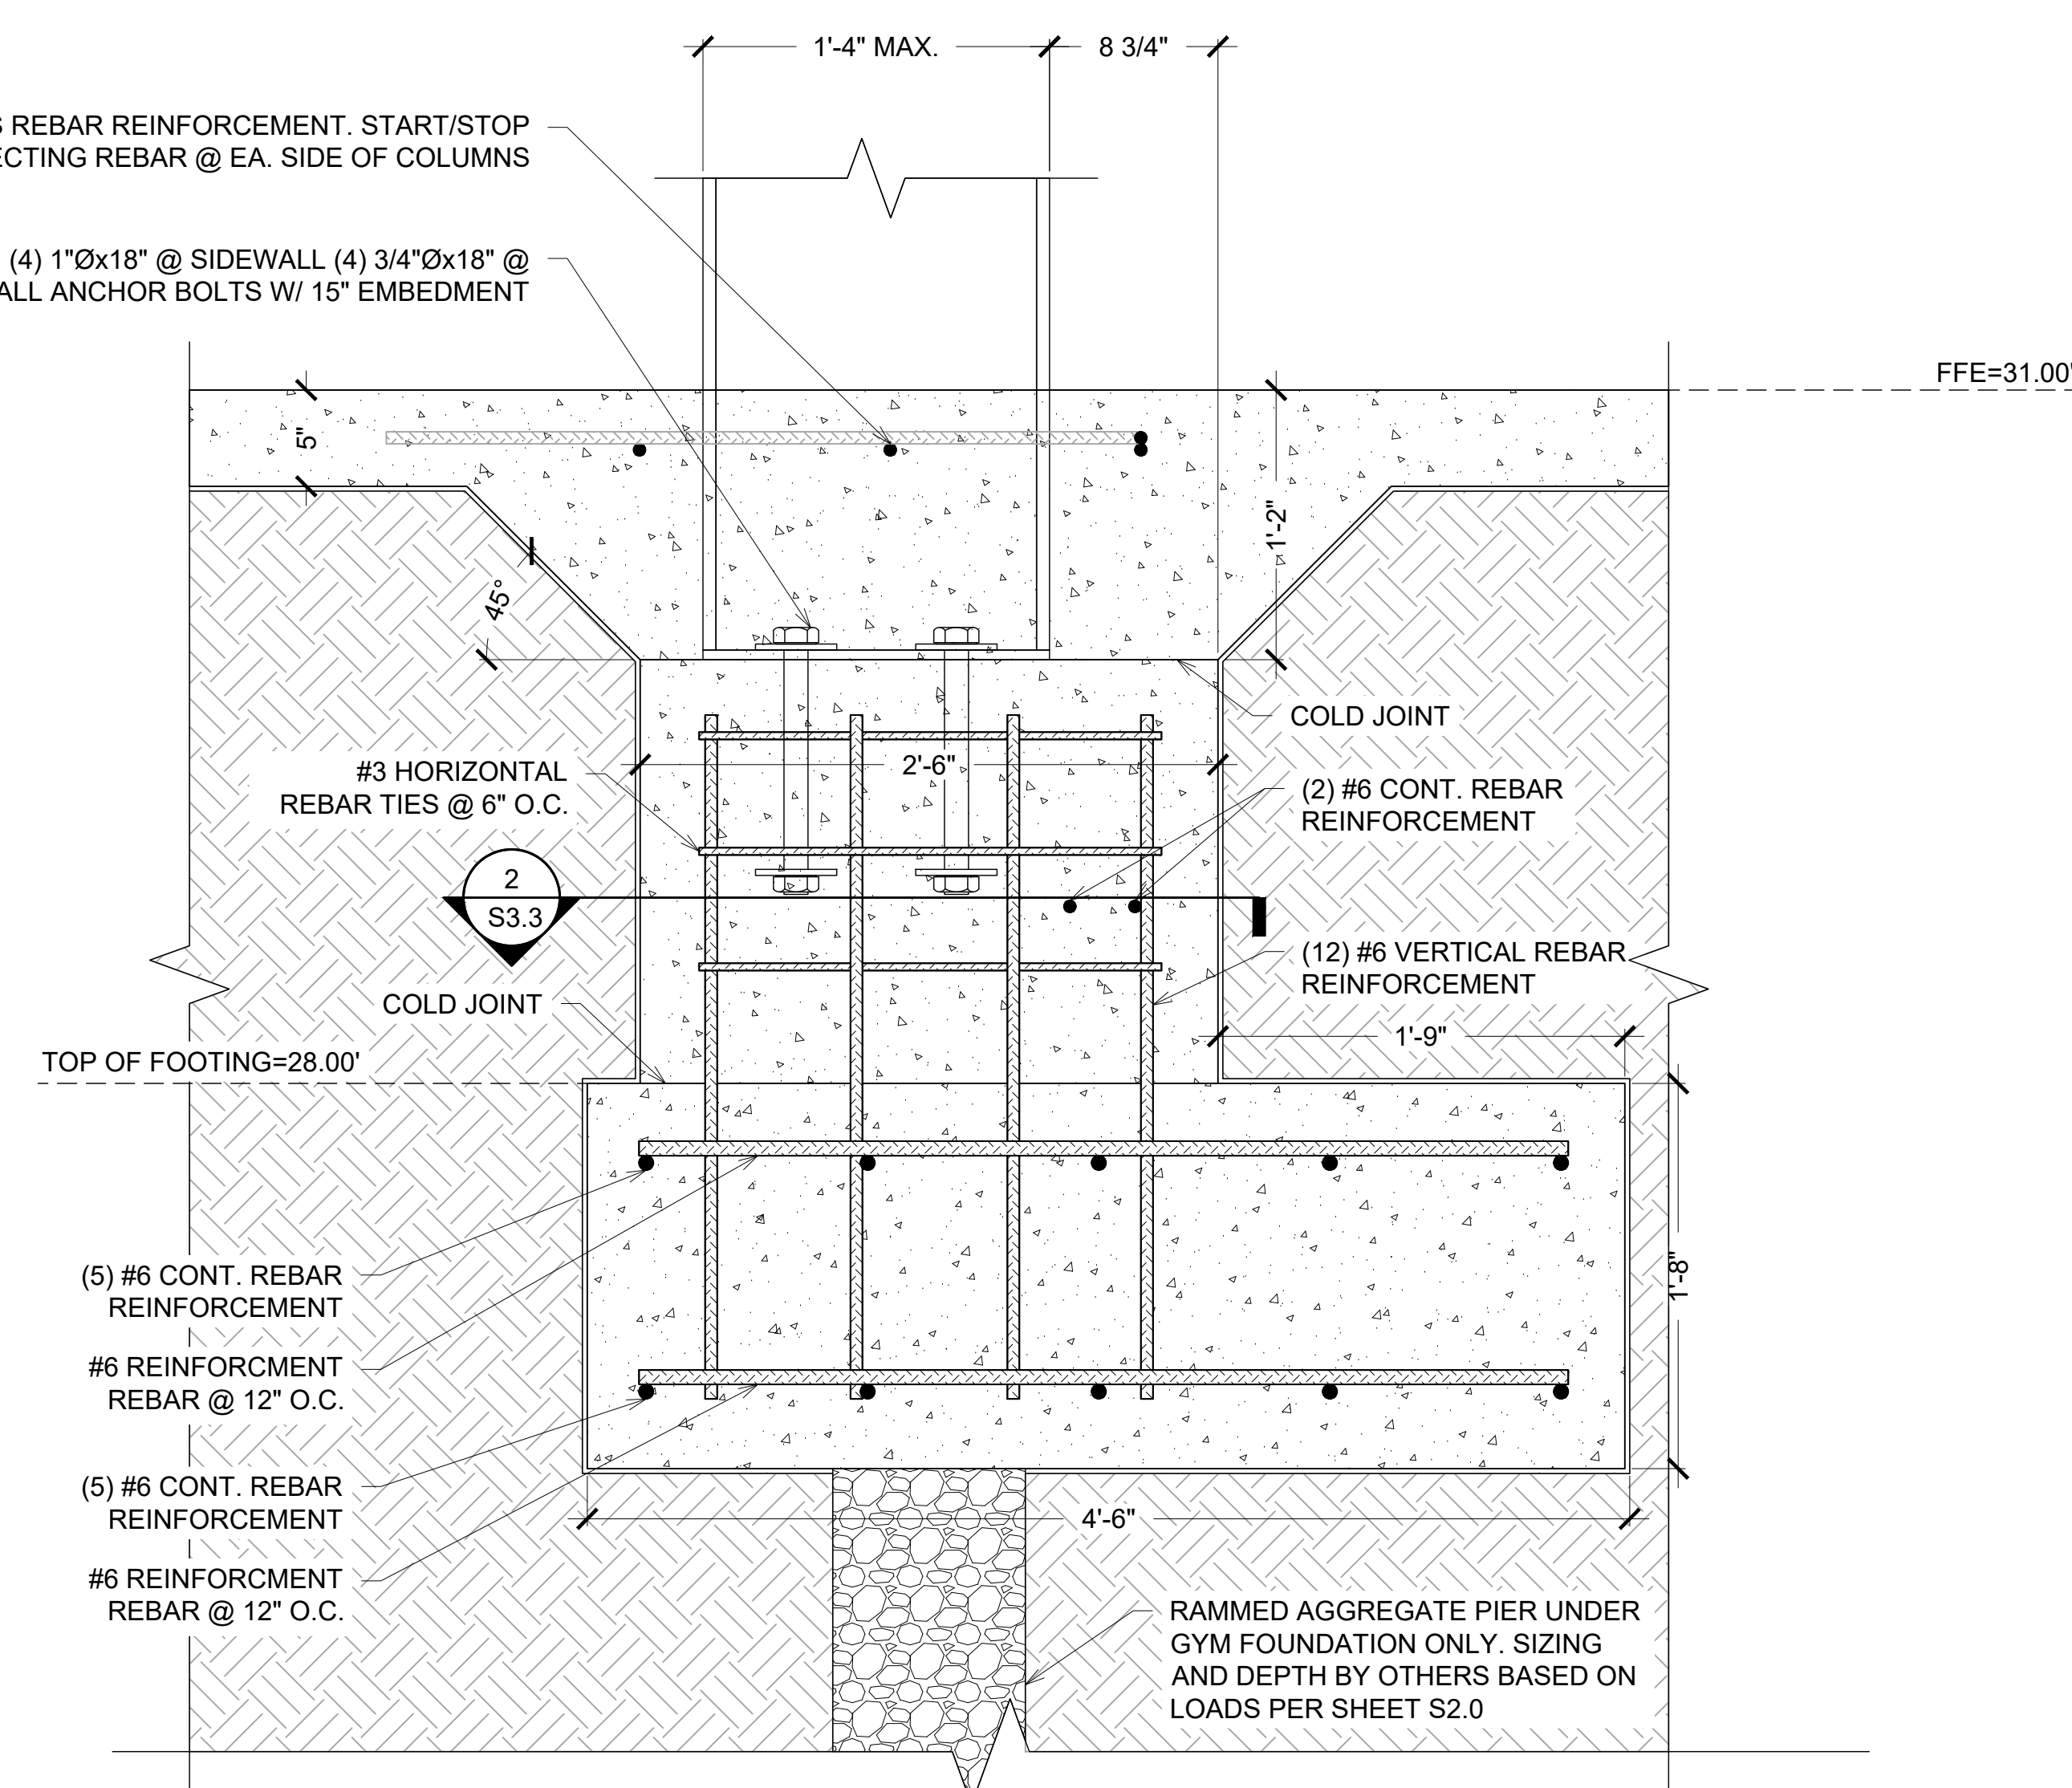 1'-4" MAX.
8 3/4"
REBAR REINFORCEMENT. START/STOP
REBAR @ EA. SIDE OF COLUMNS
(4) 1"Øx18" @ SIDEWALL (4) 3/4"Øx18" @
ANCHOR BOLTS W/ 15" EMBEDMENT
FFE=31.00'
5"
1'-2"
45°
COLD JOINT
#3 HORIZONTAL
REBAR TIES @ 6" O.C.
2'-6"
(2) #6 CONT. REBAR
REINFORCEMENT
2
S3.3
(12) #6 VERTICAL REBAR
REINFORCEMENT
COLD JOINT
1'-9"
TOP OF FOOTING=28.00'
1'-8"
(5) #6 CONT. REBAR
REINFORCEMENT
#6 REINFORCMENT
REBAR @ 12" O.C.
(5) #6 CONT. REBAR
REINFORCEMENT
#6 REINFORCMENT
REBAR @ 12" O.C.
4'-6"
RAMMED AGGREGATE PIER UNDER
GYM FOUNDATION ONLY. SIZING
AND DEPTH BY OTHERS BASED ON
LOADS PER SHEET S2.0